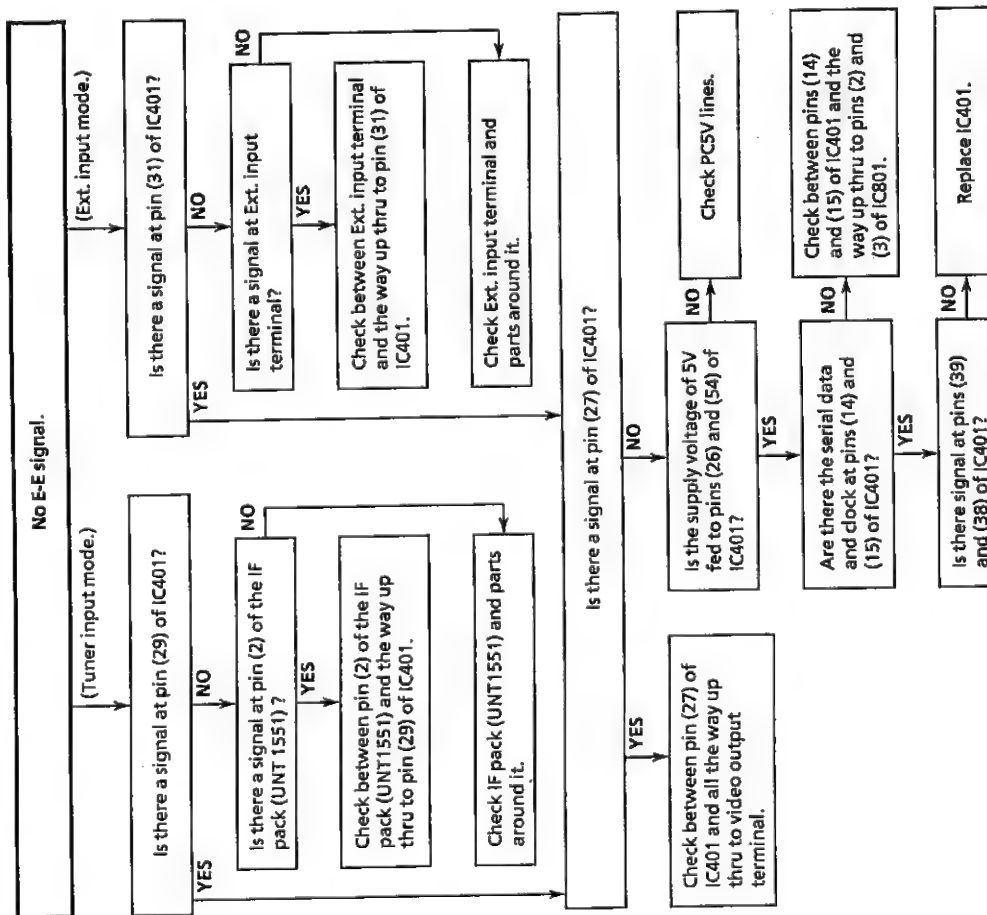 No E-E signal.
(Tuner input mode.)
(Ext. input mode.)
Is there a signal at pin (29) of IC401?
YES
NO
Is there a signal at pin (2) of the IF
pack (UNT 1551) ?
NO
YES
Check between pin (2) of the IF
pack (UNT1551) and the way up
thru to pin (29) of IC401.
Check IF pack (UNT1551) and parts
around it.
Is there a signal at pin (31) of IC401?
YES
NO
Is there a signal at Ext. input
terminal?
NO
YES
Check between Ext. input terminal
and the way up thru to pin (31) of
IC401.
Check Ext. input terminal and
parts around it.
Is there a signal at pin (27) of IC401?
YES
NO
Check between pin (27) of
IC401 and all the way up
thru to video output
terminal.
Is the supply voltage of 5V
fed to pins (26) and (54) of
IC401?
NO
Check PC5V lines.
YES
Are there the serial data
and clock at pins (14) and
(15) of IC401?
NO
Check between pins (14)
and (15) of IC401 and the
way up thru to pins (2) and
(3) of IC801.
YES
Is there signal at pins (39)
and (38) of IC401?
NO
Replace IC401.